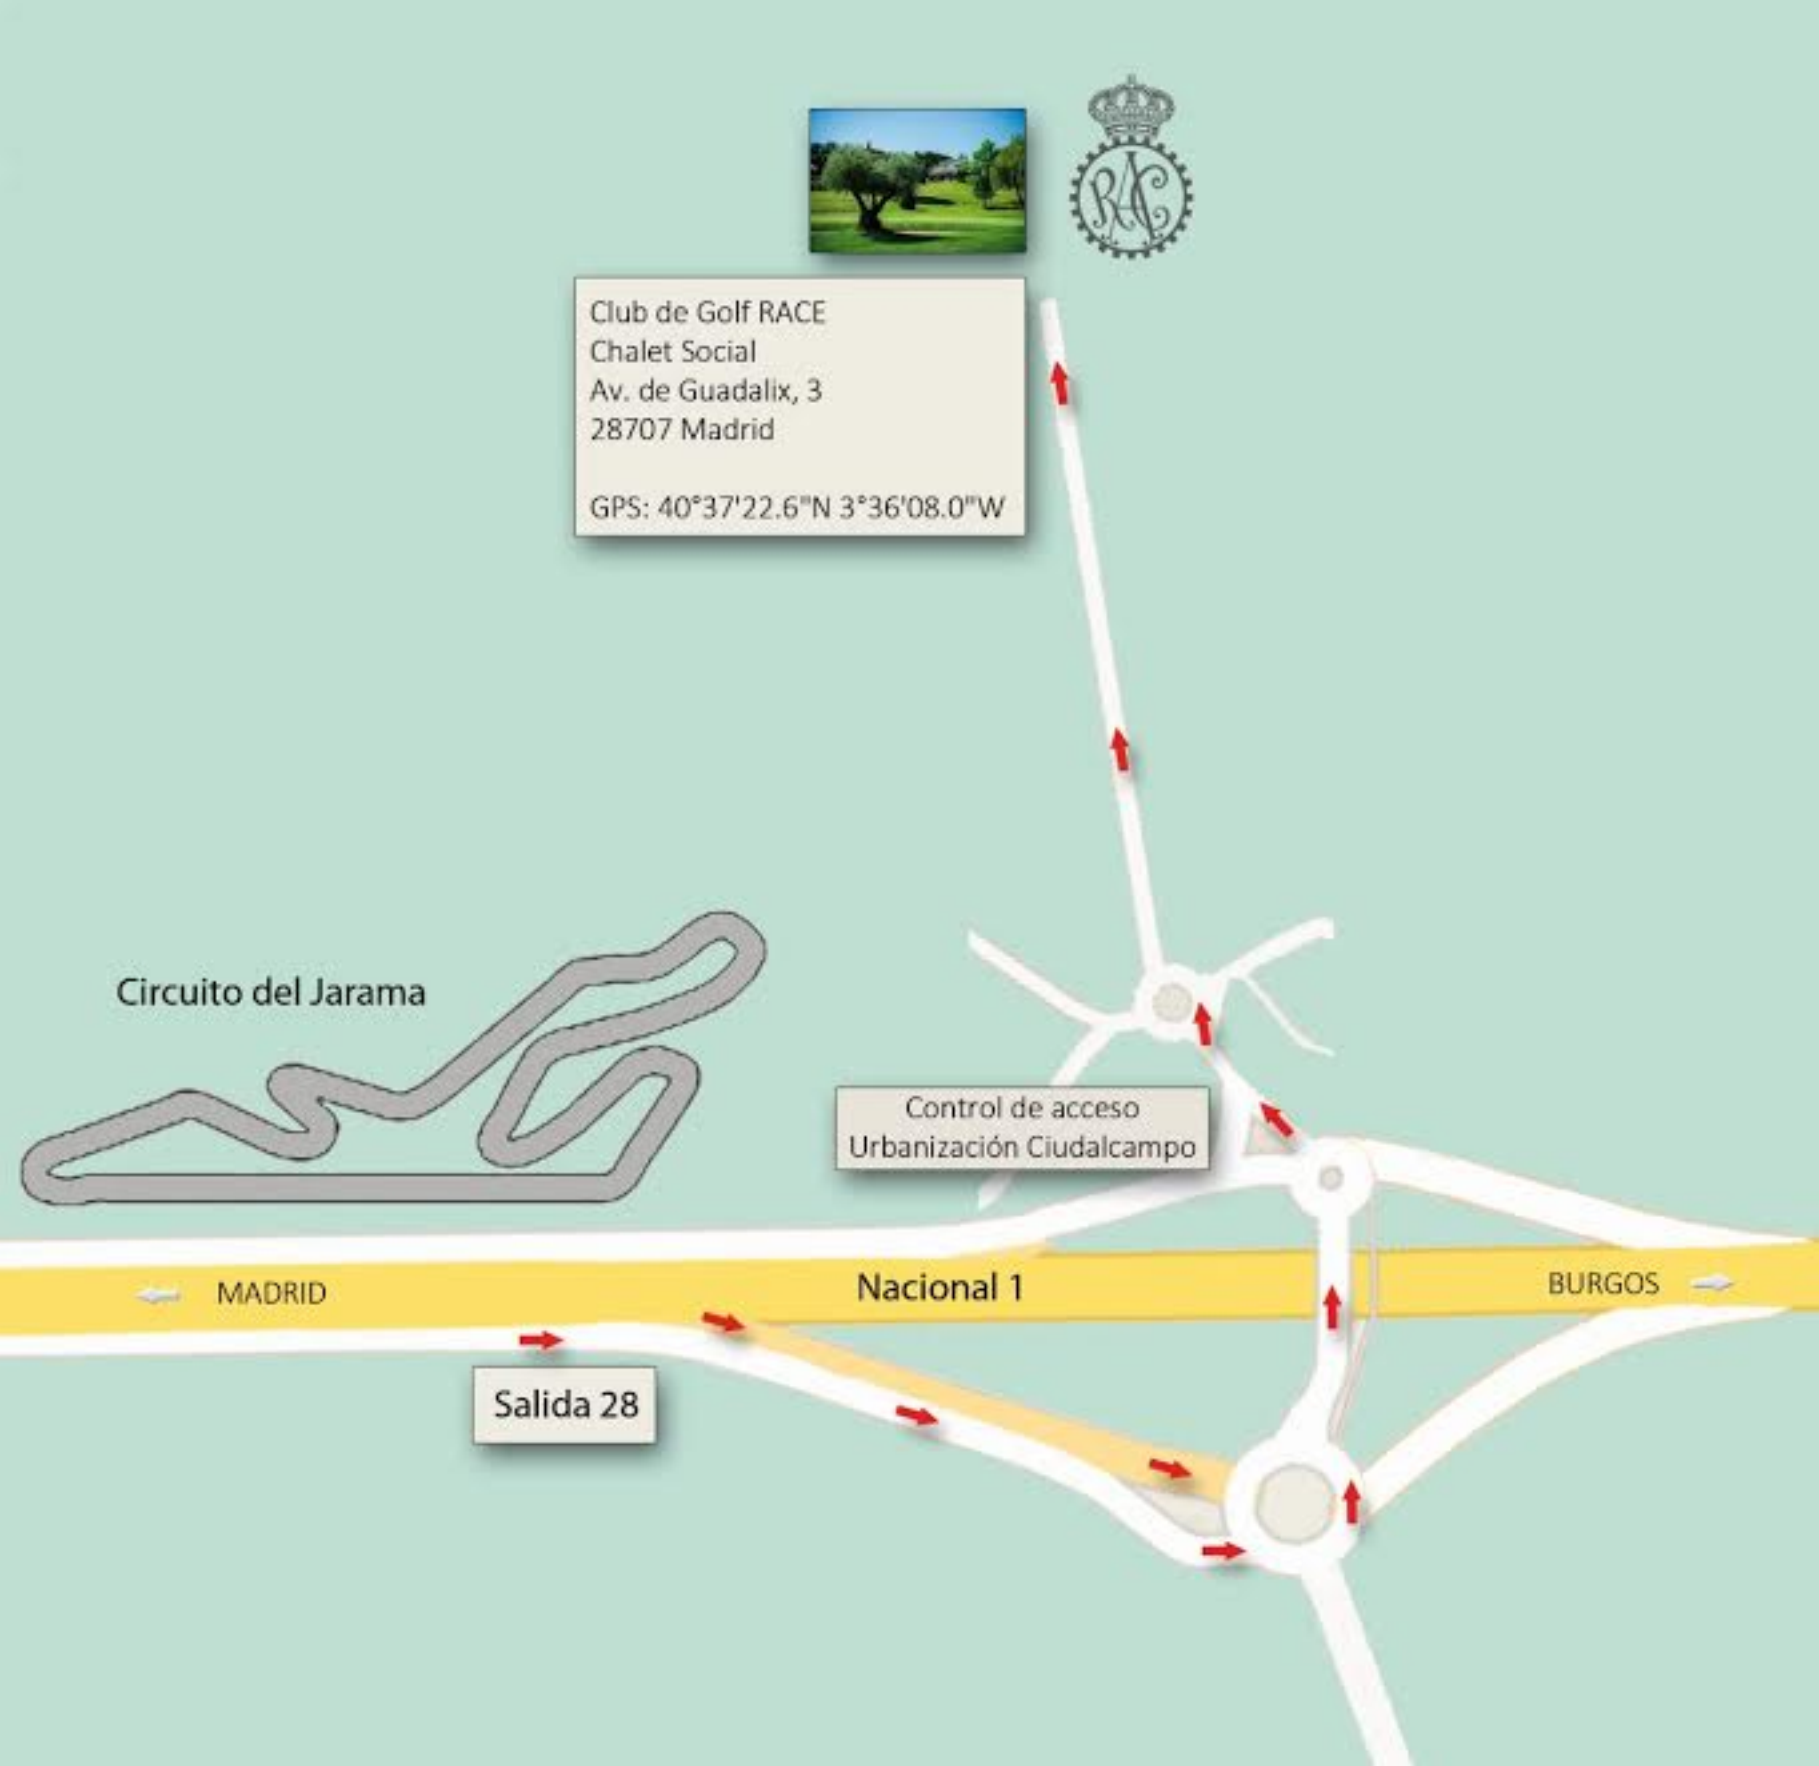 RACE
Club de Golf RACE
Chalet Social
Av. de Guadalix, 3
28707 Madrid
GPS: 40°37'22.6"N 3°36'08.0"W
Circuito del Jarama
Control de acceso
Urbanización Ciudalcampo
MADRID
Nacional 1
BURGOS
Salida 28